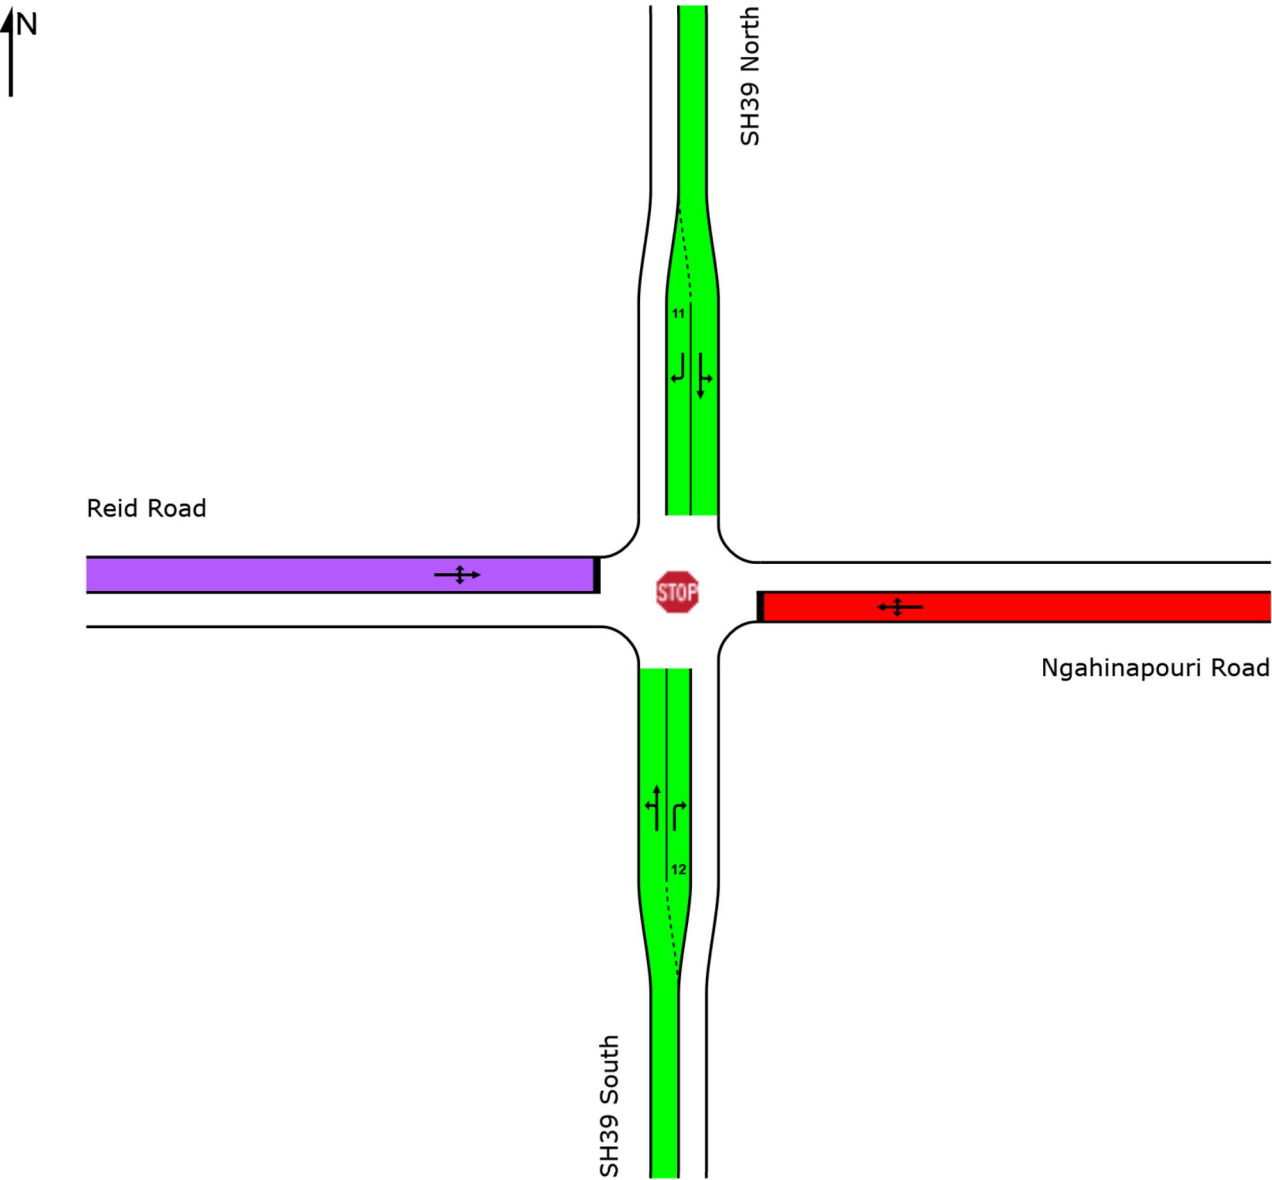 N
SH39 North
11
Reid Road
STOP
Ngahinapouri Road
12
SH39 South